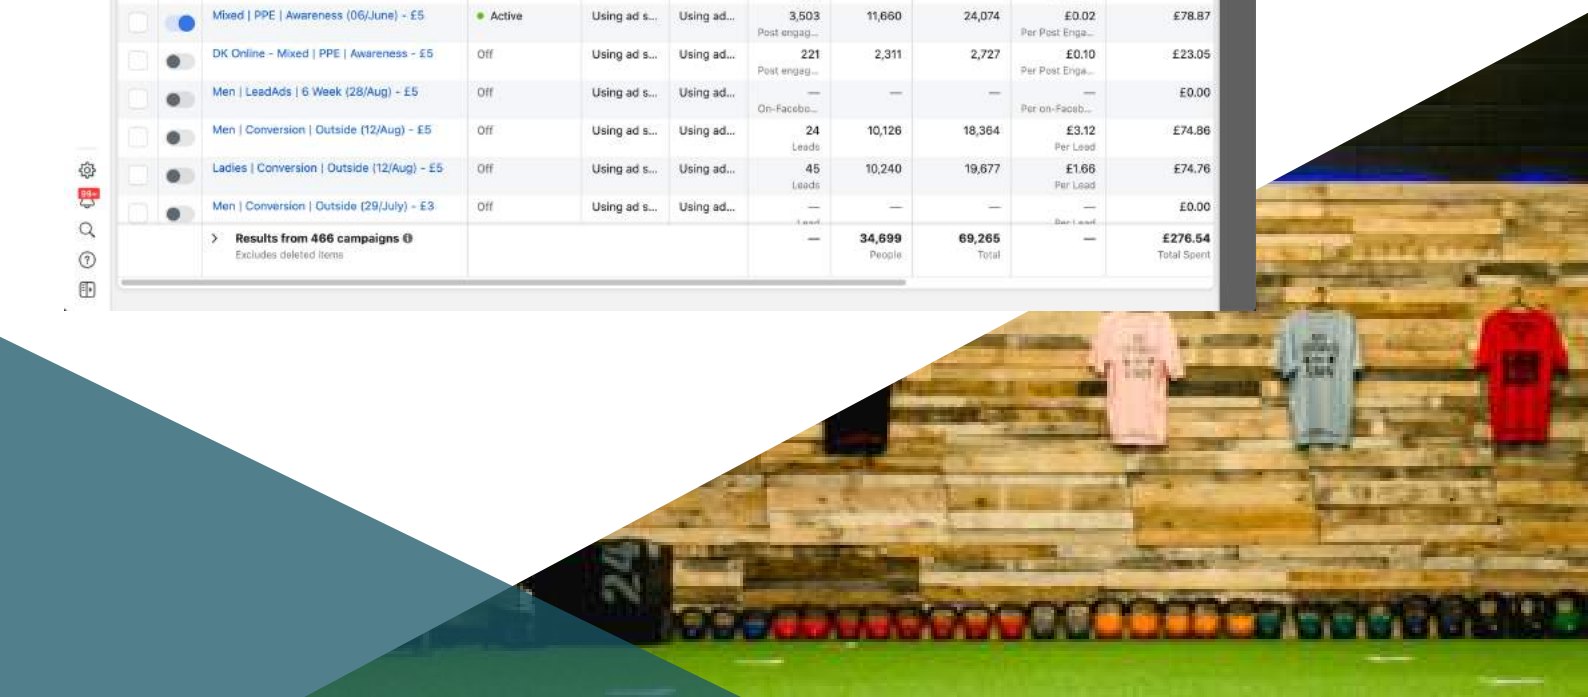 Mixed | PPE | Awareness (06/June) - £5 Active Using ad s... Using ad... 3,503 11,660 24,074 £0.02 £78.87
Post engag... Per Post Enga...
DK Online - Mixed | PPE | Awareness - £5 Off Using ad s... Using ad... 221 2,311 2,727 £0.10 £23.05
Post engag... Per Post Enga...
Men | LeadAds | 6 Week (28/Aug) - £5 Off Using ad s... Using ad... — — — — £0.00
On-Facebo... Per on-Faceb...
Men | Conversion | Outside (12/Aug) - £5 Off Using ad s... Using ad... 24 10,126 18,364 £3.12 £74.86
Leads Per Lead
Ladies | Conversion | Outside (12/Aug) - £5 Off Using ad s... Using ad... 45 10,240 19,677 £1.66 £74.76
Leads Per Lead
99+
Men | Conversion | Outside (29/July) - £3 Off Using ad s... Using ad... — — — — £0.00
Lead Per Lead
Results from 466 campaigns — 34,699 69,265 — £276.54
Excludes deleted items People Total Total Spent
24